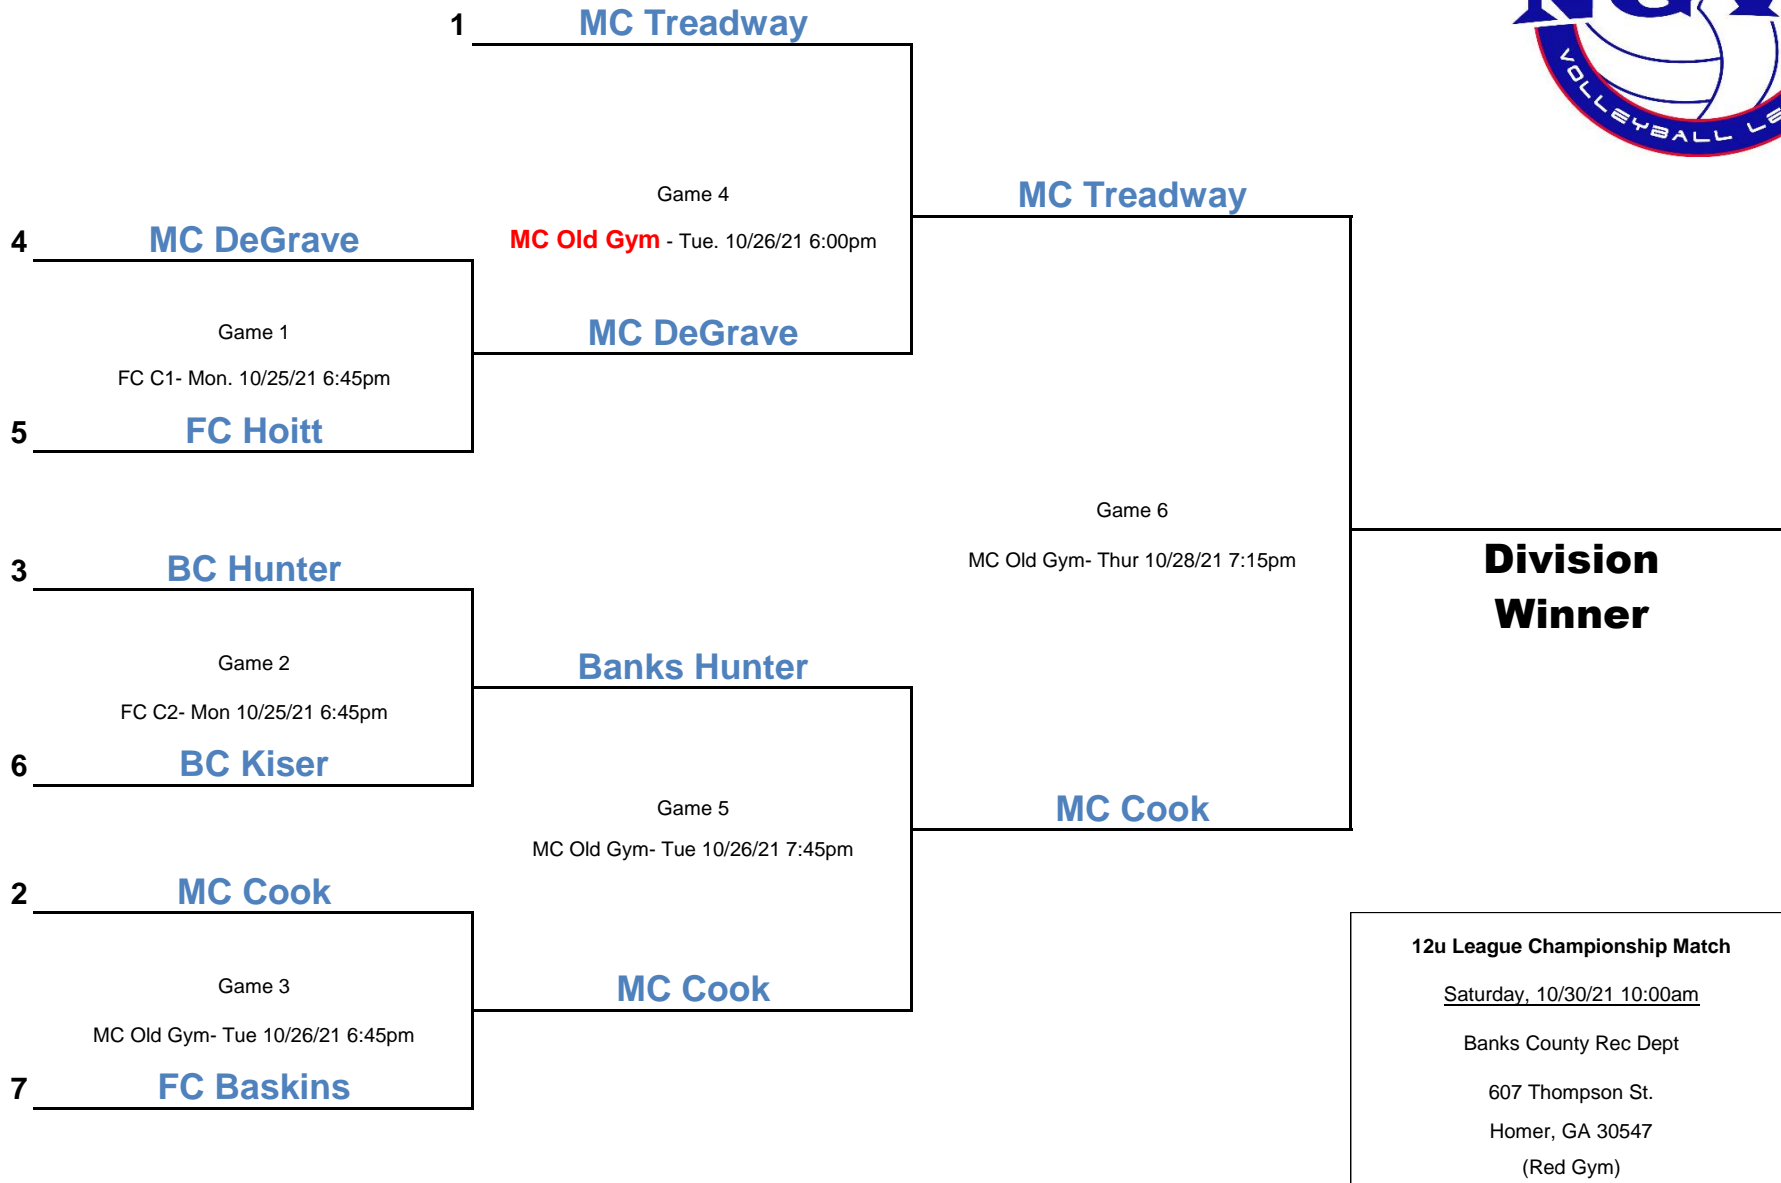 1 MC Treadway
Game 4
MC Old Gym - Tue. 10/26/21 6:00pm
MC Treadway
4 MC DeGrave
Game 1
FC C1- Mon. 10/25/21 6:45pm
MC DeGrave
5 FC Hoitt
Game 6
MC Old Gym- Thur 10/28/21 7:15pm
Division
Winner
3 BC Hunter
Game 2
FC C2- Mon 10/25/21 6:45pm
Banks Hunter
6 BC Kiser
Game 5
MC Old Gym- Tue 10/26/21 7:45pm
MC Cook
2 MC Cook
Game 3
MC Old Gym- Tue 10/26/21 6:45pm
MC Cook
7 FC Baskins
12u League Championship Match
Saturday, 10/30/21 10:00am
Banks County Rec Dept
607 Thompson St.
Homer, GA 30547
(Red Gym)
VOLLEYBALL